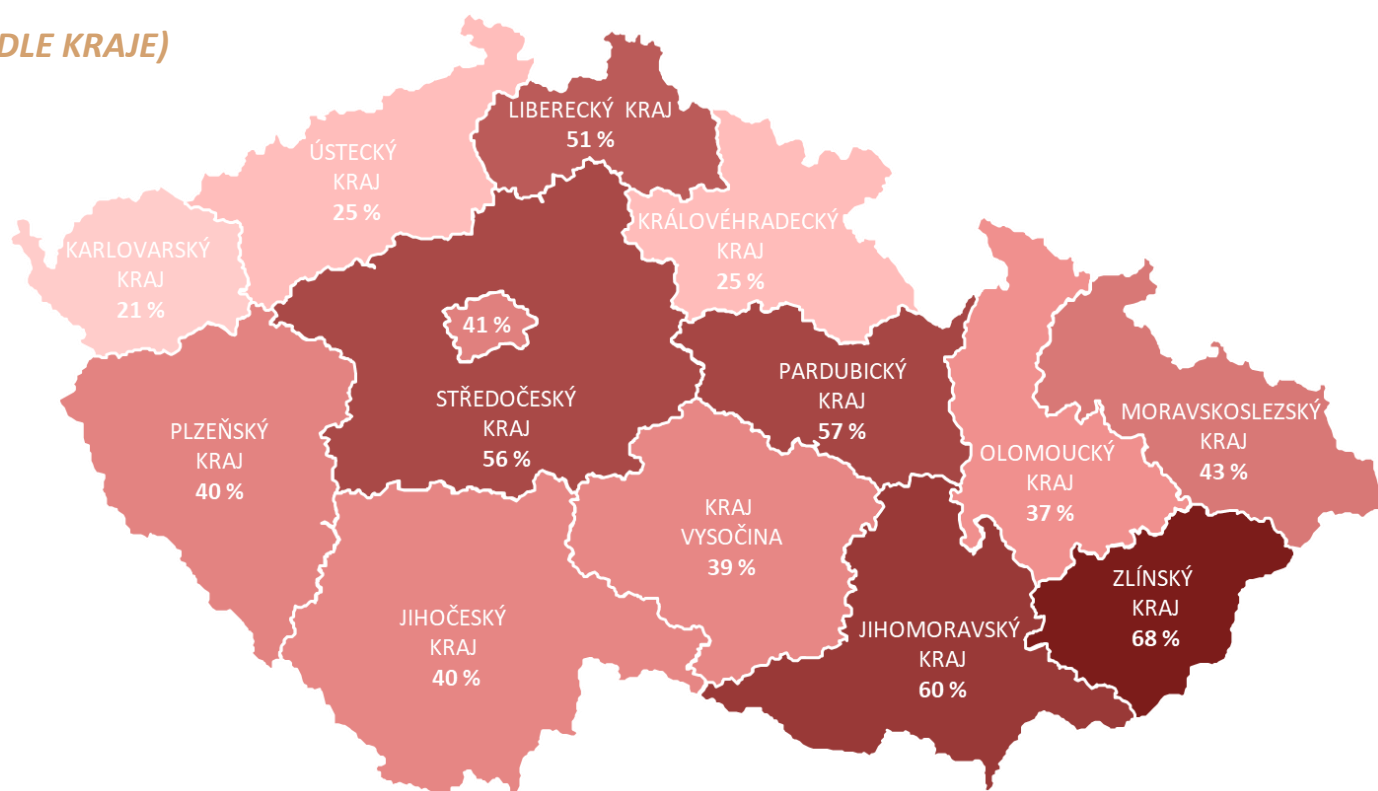 DLE KRAJE)
LIBERECKÝ KRAJ
51 %
ÚSTECKÝ
KRAJ
25 %
KRÁLOVÉHRADECKÝ
KRAJ
25 %
KARLOVARSKÝ
KRAJ
21 %
41 %
STŘEDOČESKÝ
KRAJ
56 %
PARDUBICKÝ
KRAJ
57 %
MORAVSKOSLEZSKÝ
KRAJ
43 %
PLZEŇSKÝ
KRAJ
40 %
OLOMOUCKÝ
KRAJ
37 %
KRAJ
VYSOČINA
39 %
ZLÍNSKÝ
KRAJ
68 %
JIHOČESKÝ
KRAJ
40 %
JIHOMORAVSKÝ
KRAJ
60 %